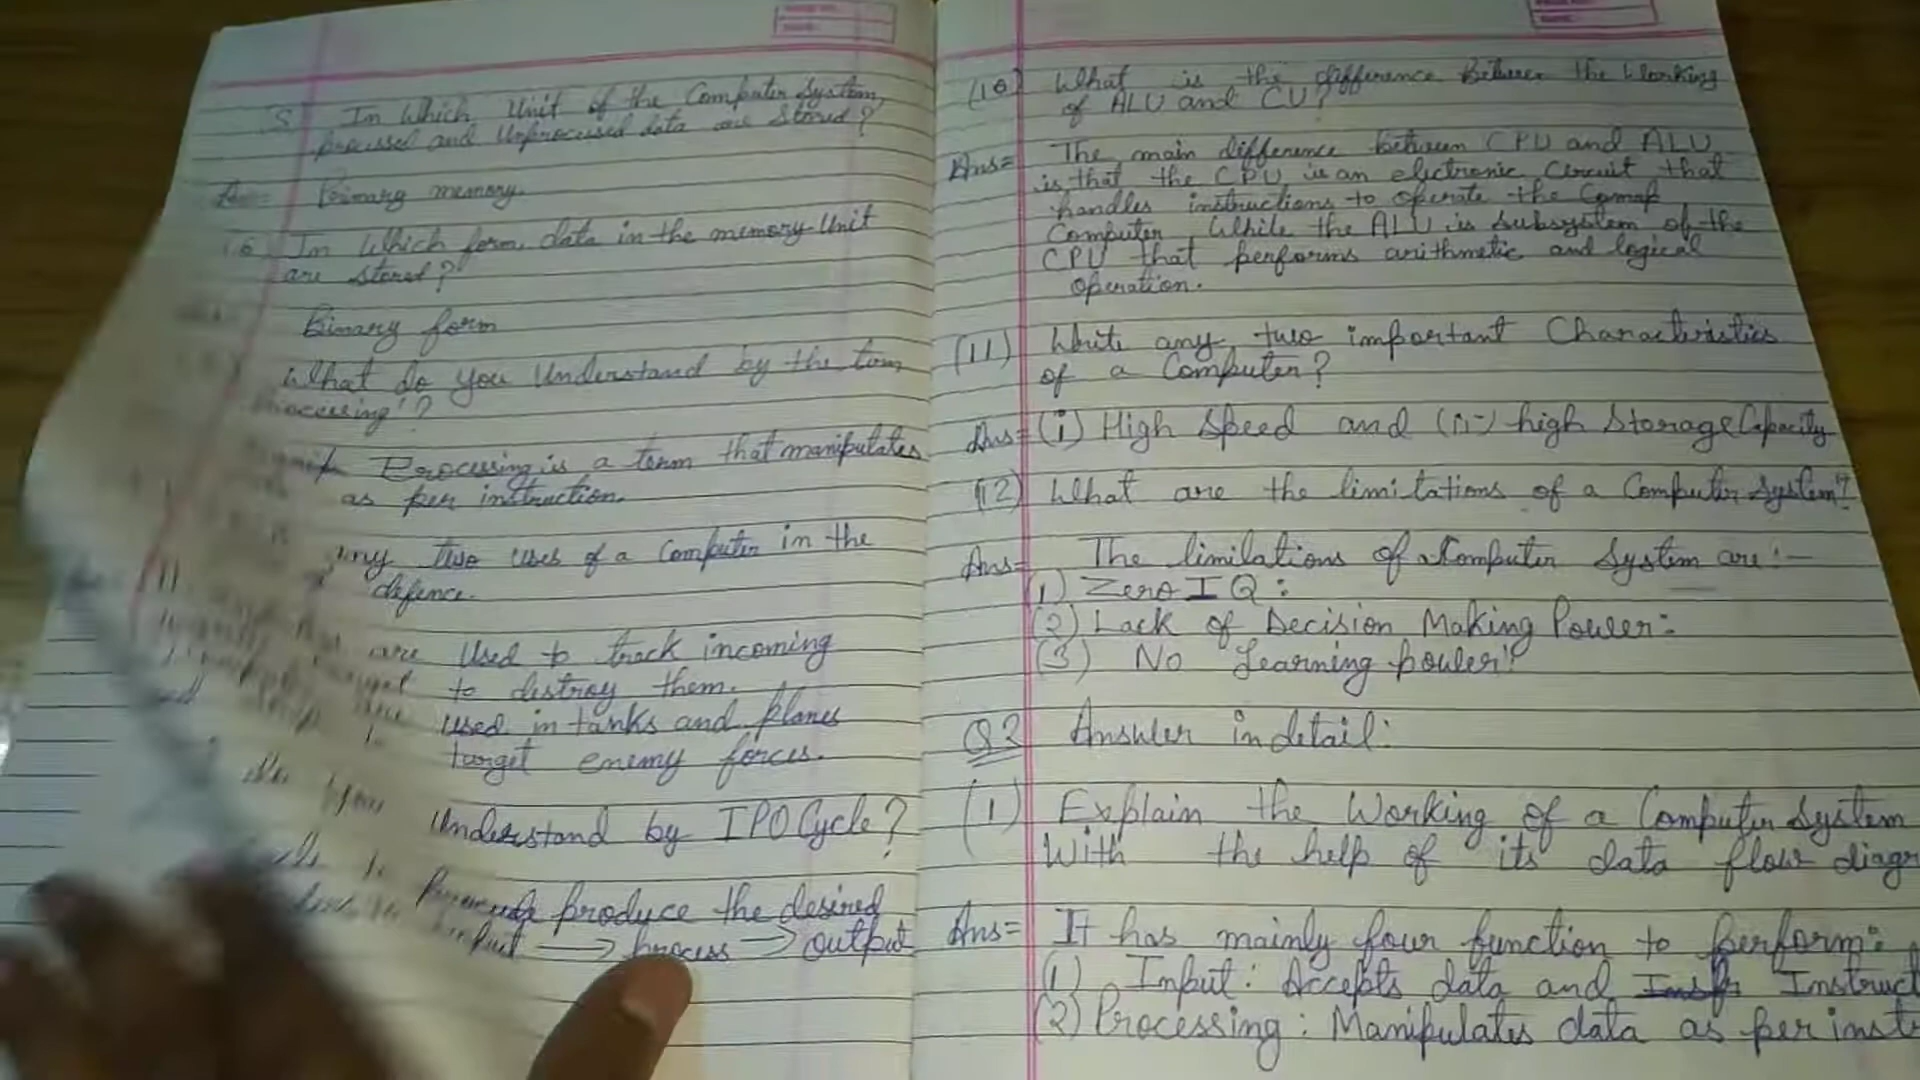 5 In Which Unit of the Computer System,
processed and Unprocessed data are Stored?
Ans= Primary memory.
6 In Which form data in the memory Unit
are Stored?
Binary form
What do you Understand by the term
Processing'?
Processing is a term that manipulates
as per instruction.
any two uses of a Computer in the
defence.
are Used to track incoming
to distroy them.
used in tanks and planes
target enemy forces.
you Understand by IPO Cycle?
produce the desired
⟶ process ⟶ output
(10) What is the difference Between the Working
of ALU and CU?
Ans= The main difference between CPU and ALU
is that the CPU is an electronic Circuit that
handles instructions to operate the Comp
Computer While the ALU is Subsystem of the
CPU that performs arithmetic and logical
operation.
(11) Write any two important Characteristics
of a Computer?
Ans= (i) High Speed and (ii) high Storage Capacity
(12) What are the limitations of a Computer System?
Ans= The limilations of a Computer System are:—
(1) Zero IQ:
(2) Lack of Decision Making Power:
(3) No Learning power:
Q2 Answer in detail:
(1) Explain the Working of a Computer System
With the help of its data flow diagr
Ans= It has mainly four function to perform:
(1) Input: Accepts data and Instruct
(2) Processing: Manipulates data as per inst